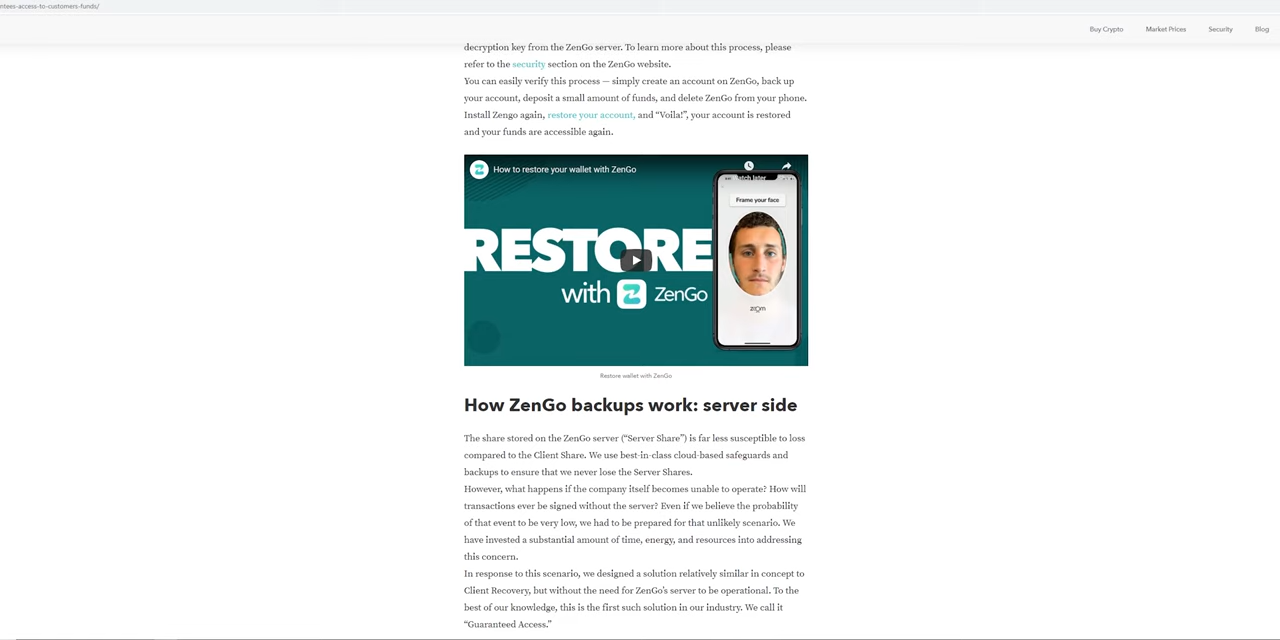 ntees-access-to-customers-funds/
Buy Crypto Market Prices Security Blog
decryption key from the ZenGo server. To learn more about this process, please
refer to the security section on the ZenGo website.
You can easily verify this process — simply create an account on ZenGo, back up
your account, deposit a small amount of funds, and delete ZenGo from your phone.
Install Zengo again, restore your account, and “Voila!”, your account is restored
and your funds are accessible again.
How to restore your wallet with ZenGo
Frame your face
RESTORE
with ZenGo
Restore wallet with ZenGo
How ZenGo backups work: server side
The share stored on the ZenGo server (“Server Share”) is far less susceptible to loss
compared to the Client Share. We use best-in-class cloud-based safeguards and
backups to ensure that we never lose the Server Shares.
However, what happens if the company itself becomes unable to operate? How will
transactions ever be signed without the server? Even if we believe the probability
of that event to be very low, we had to be prepared for that unlikely scenario. We
have invested a substantial amount of time, energy, and resources into addressing
this concern.
In response to this scenario, we designed a solution relatively similar in concept to
Client Recovery, but without the need for ZenGo’s server to be operational. To the
best of our knowledge, this is the first such solution in our industry. We call it
“Guaranteed Access.”